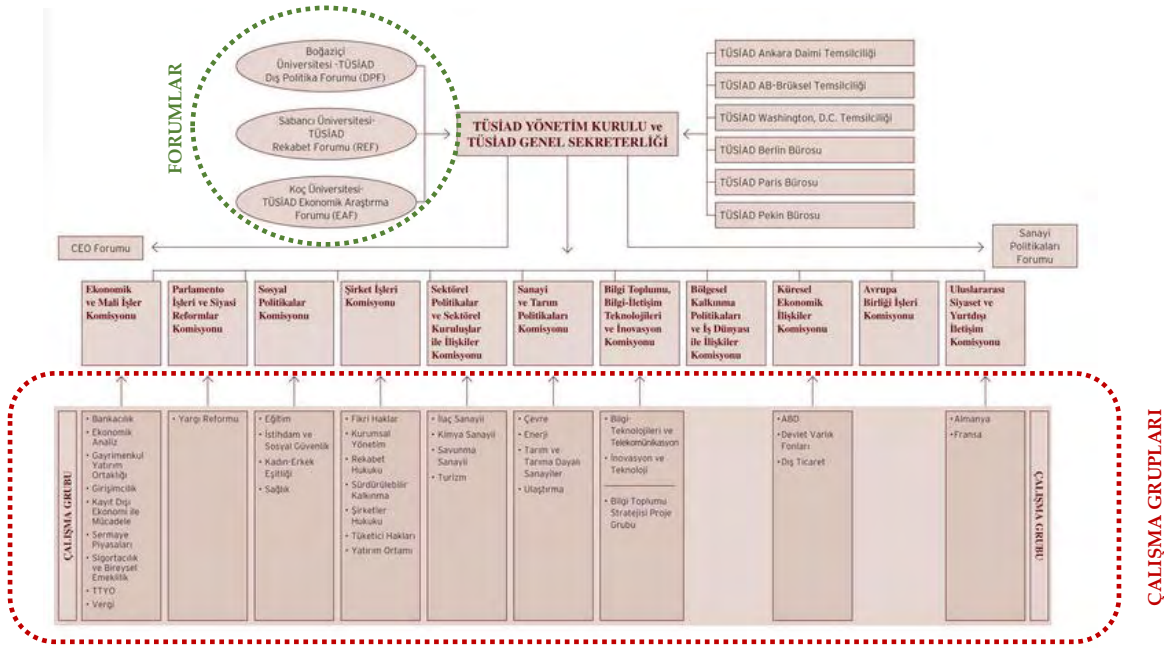 FORUMLAR
Boğaziçi
Üniversitesi -TÜSİAD
Dış Politika Forumu (DPF)
Sabancı Üniversitesi-
TÜSİAD
Rekabet Forumu (REF)
Koç Üniversitesi-
TÜSİAD Ekonomik Araştırma
Forumu (EAF)
TÜSİAD YÖNETİM KURULU ve
TÜSİAD GENEL SEKRETERLİĞİ
TÜSİAD Ankara Daimi Temsilciliği
TÜSİAD AB-Brüksel Temsilciliği
TÜSİAD Washington, D.C. Temsilciliği
TÜSİAD Berlin Bürosu
TÜSİAD Paris Bürosu
TÜSİAD Pekin Bürosu
CEO Forumu
Sanayi
Politikaları
Forumu
Ekonomik
ve Mali İşler
Komisyonu
Parlamento
İşleri ve Siyasi
Reformlar
Komisyonu
Sosyal
Politikalar
Komisyonu
Şirket İşleri
Komisyonu
Sektörel
Politikalar
ve Sektörel
Kuruluşlar
ile İlişkiler
Komisyonu
Sanayi
ve Tarım
Politikaları
Komisyonu
Bilgi Toplumu,
Bilgi-İletişim
Teknolojileri
ve İnovasyon
Komisyonu
Bölgesel
Kalkınma
Politikaları
ve İş Dünyası
ile İlişkiler
Komisyonu
Küresel
Ekonomik
İlişkiler
Komisyonu
Avrupa
Birliği İşleri
Komisyonu
Uluslararası
Siyaset ve
Yurtdışı
İletişim
Komisyonu
ÇALIŞMA GRUBU
• Bankacılık
• Ekonomik
Analiz
• Gayrimenkul
Yatırım
Ortaklığı
• Girişimcilik
• Kayıt Dışı
Ekonomi ile
Mücadele
• Sermaye
Piyasaları
• Sigortacılık
ve Bireysel
Emeklilik
• TTYO
• Vergi
• Yargı Reformu
• Eğitim
• İstihdam ve
Sosyal Güvenlik
• Kadın-Erkek
Eşitliği
• Sağlık
• Fikri Haklar
• Kurumsal
Yönetim
• Rekabet
Hukuku
• Sürdürülebilir
Kalkınma
• Şirketler
Hukuku
• Tüketici Hakları
• Yatırım Ortamı
• İlaç Sanayii
• Kimya Sanayii
• Savunma
Sanayii
• Turizm
• Çevre
• Enerji
• Tarım ve
Tarıma Dayalı
Sanayiler
• Ulaştırma
• Bilgi-
Teknolojileri ve
Telekomünikasyon
• İnovasyon ve
Teknoloji
• Bilgi Toplumu
Stratejisi Proje
Grubu
• ABD
• Devlet Varlık
Fonları
• Dış Ticaret
• Almanya
• Fransa
ÇALIŞMA GRUBU
ÇALIŞMA GRUPLARI